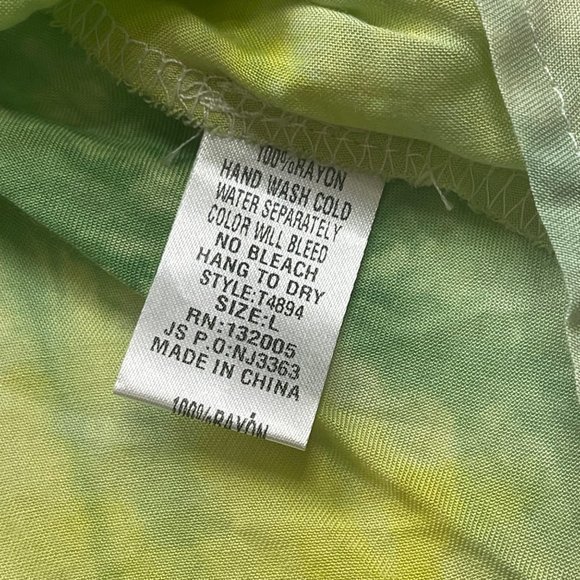 100%RAYON
HAND WASH COLD
WATER SEPARATELY
COLOR WILL BLEED
NO BLEACH
HANG TO DRY
STYLE:T4894
SIZE:L
RN:132005
JS P.O:NJ3363
MADE IN CHINA
100%RAYÓN